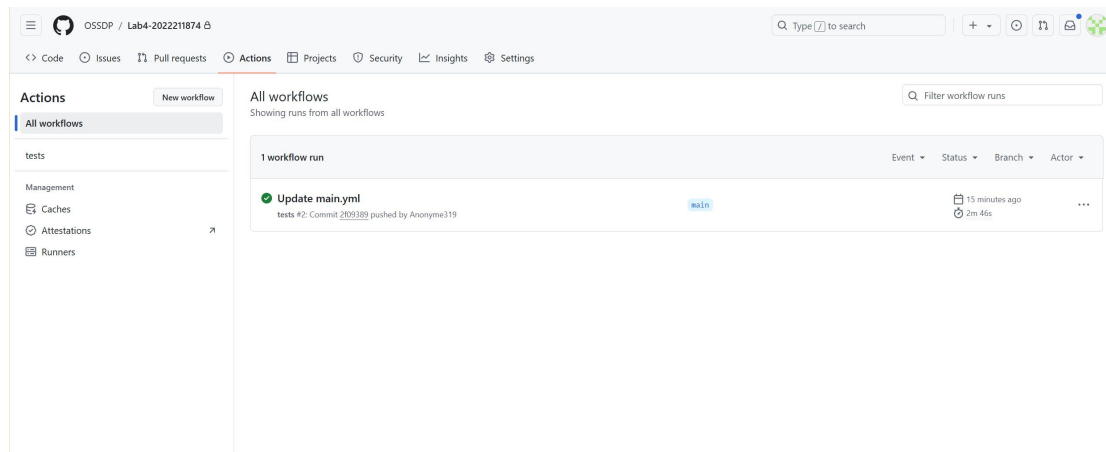 OSSDP / Lab4-2022211874
Type / to search
<> Code Issues Pull requests Actions Projects Security Insights Settings
Actions
New workflow
All workflows
tests
Management
Caches
Attestations
Runners
All workflows
Showing runs from all workflows
Filter workflow runs
1 workflow run
Event Status Branch Actor
Update main.yml
tests #2: Commit 2f09389 pushed by Anonyme319
main
15 minutes ago
2m 46s